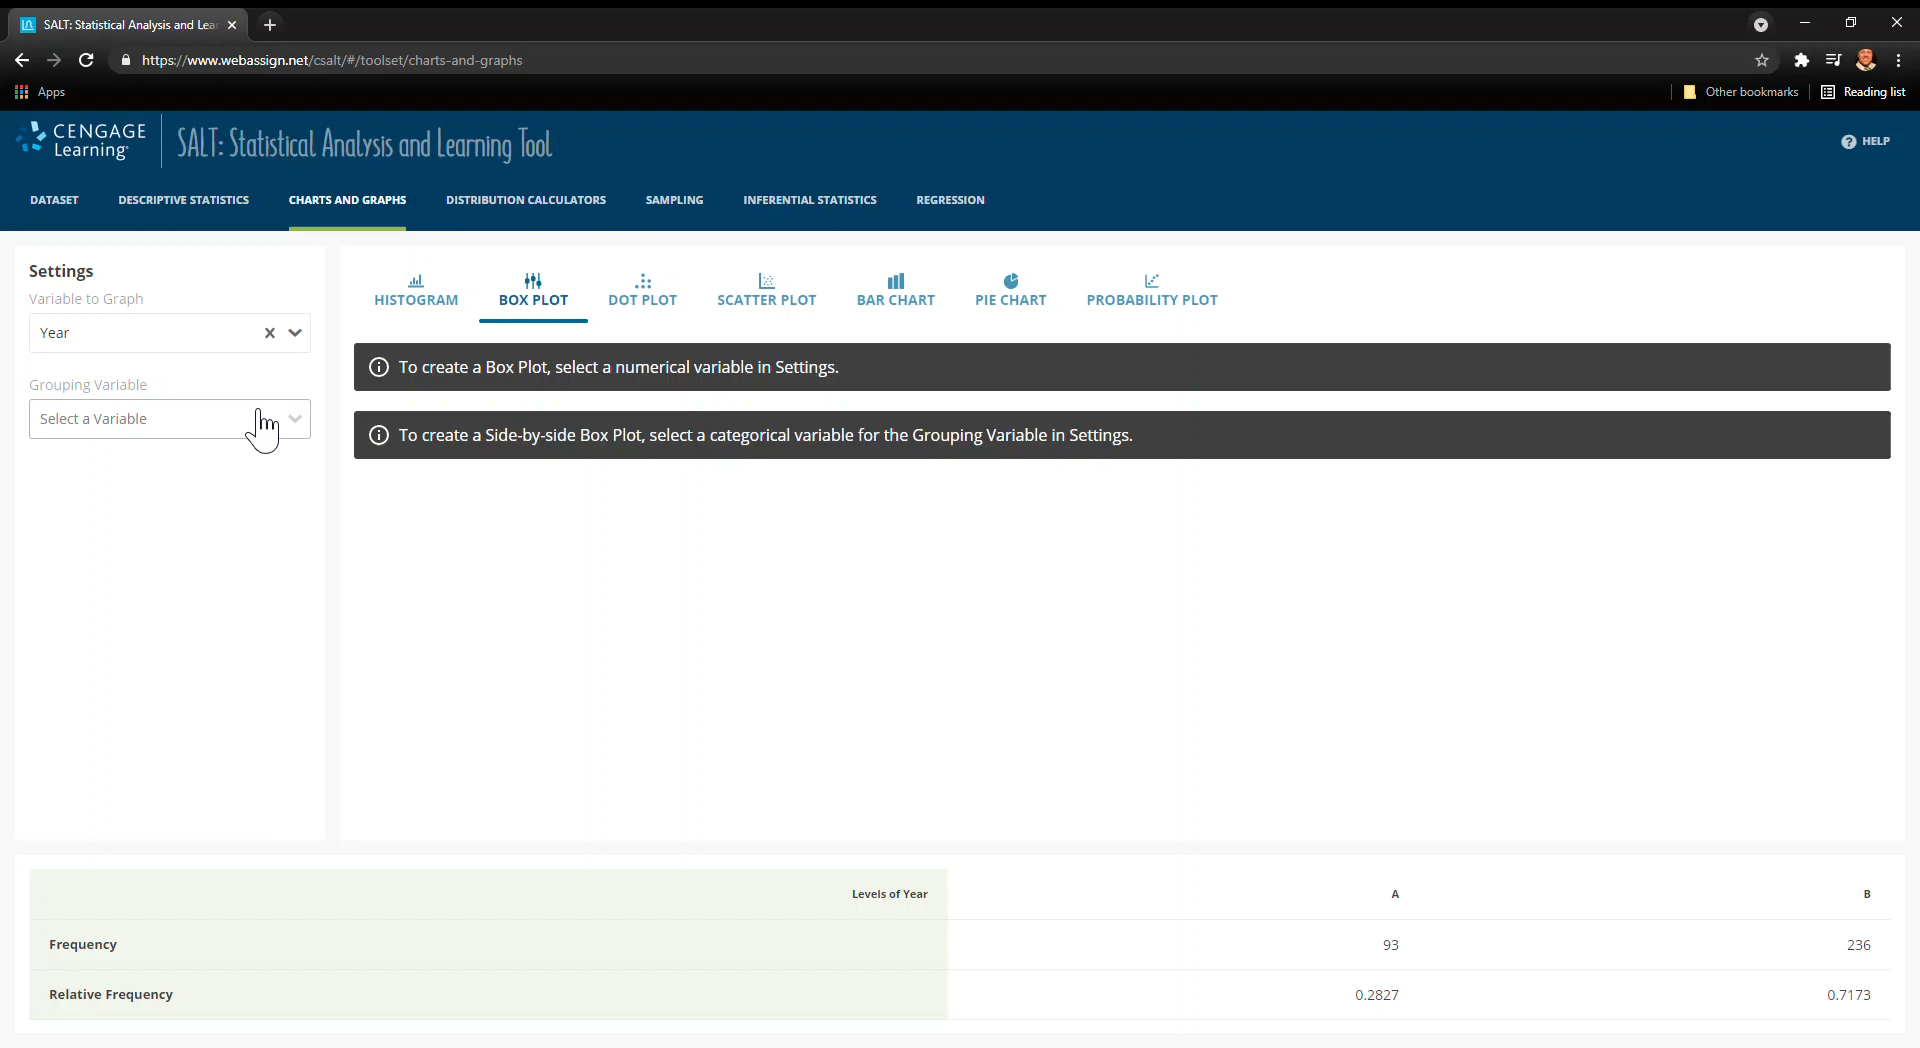 SALT: Statistical Analysis and Lear
https://www.webassign.net/csalt/#/toolset/charts-and-graphs
Apps
Other bookmarks
Reading list
CENGAGE
Learning
SALT: Statistical Analysis and Learning Tool
? HELP
DATASET
DESCRIPTIVE STATISTICS
CHARTS AND GRAPHS
DISTRIBUTION CALCULATORS
SAMPLING
INFERENTIAL STATISTICS
REGRESSION
Settings
Variable to Graph
Year
Grouping Variable
Select a Variable
HISTOGRAM
BOX PLOT
DOT PLOT
SCATTER PLOT
BAR CHART
PIE CHART
PROBABILITY PLOT
To create a Box Plot, select a numerical variable in Settings.
To create a Side-by-side Box Plot, select a categorical variable for the Grouping Variable in Settings.
Levels of Year A B
Frequency 93 236
Relative Frequency 0.2827 0.7173